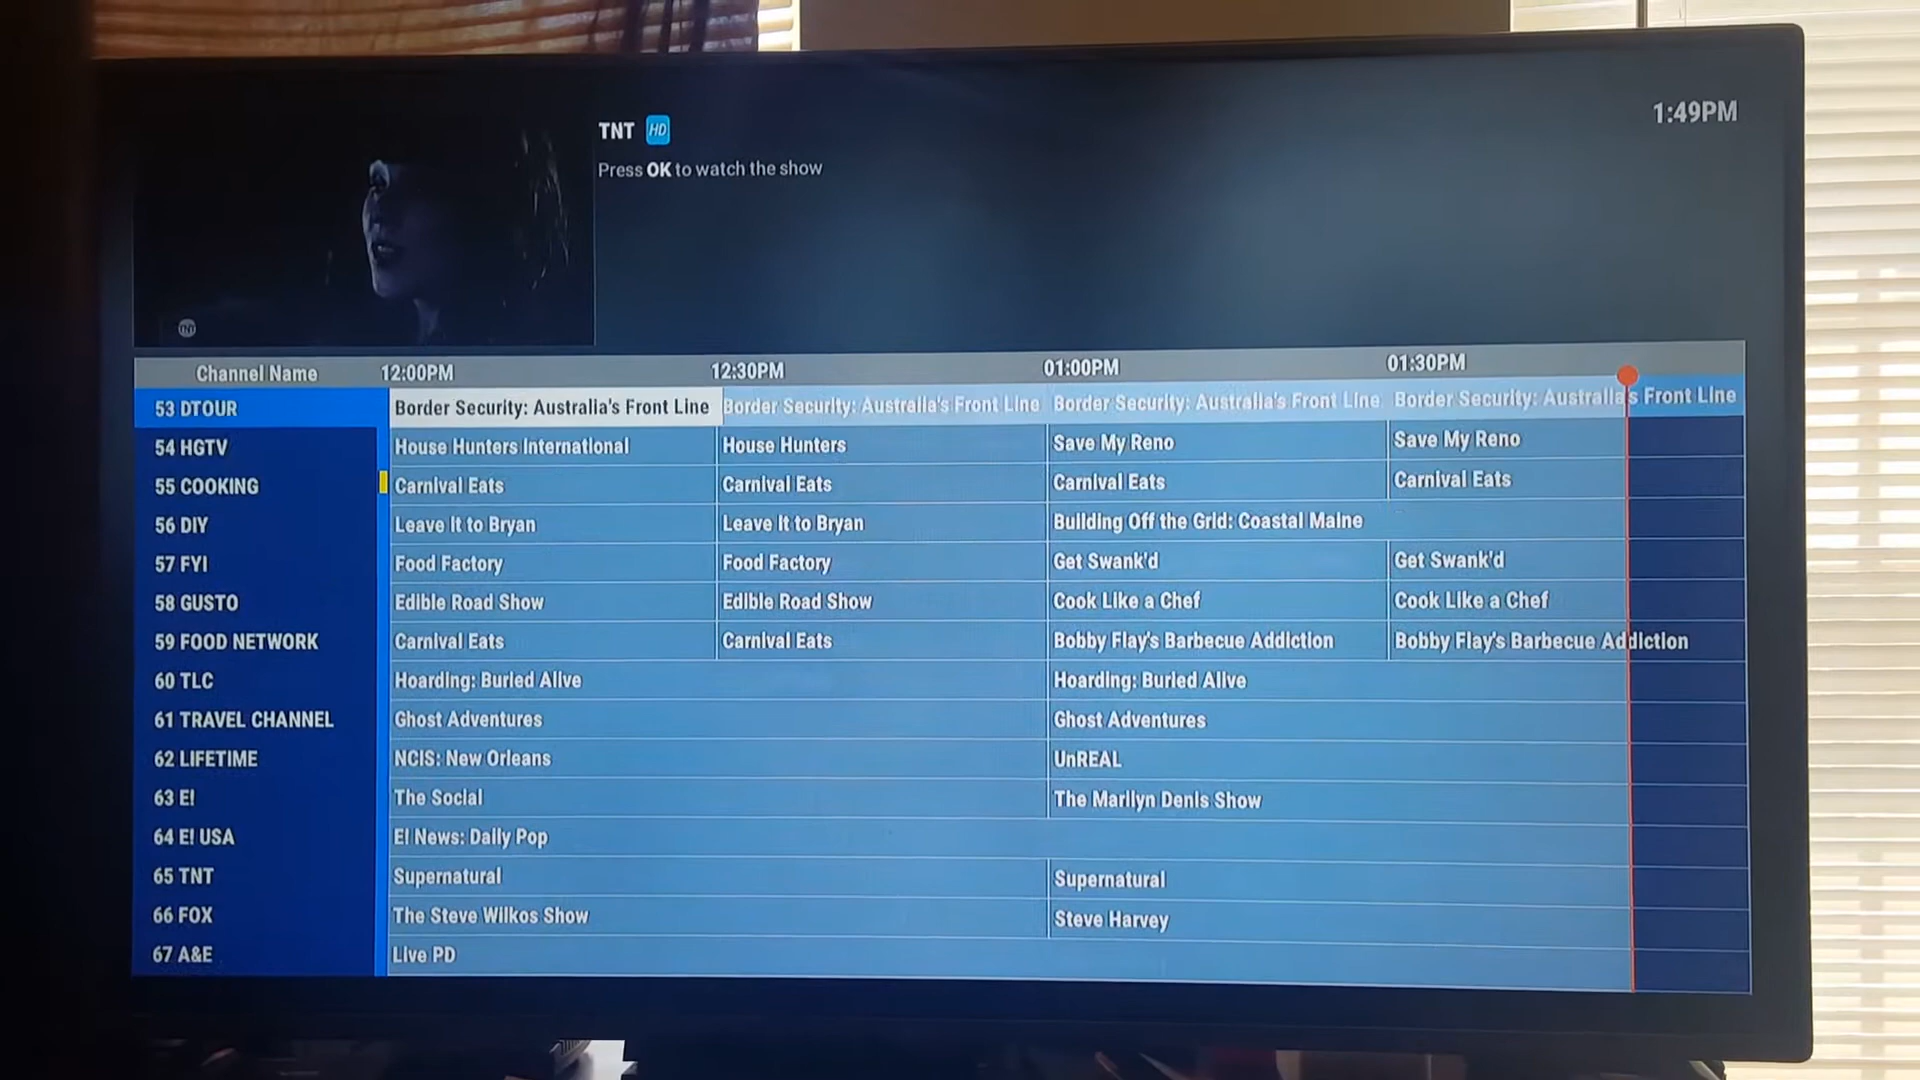 1:49PM
TNT HD
Press OK to watch the show
TNT
Channel Name 12:00PM 12:30PM 01:00PM 01:30PM
53 DTOUR Border Security: Australia's Front Line Border Security: Australia's Front Line Border Security: Australia's Front Line Border Security: Australia's Front Line
54 HGTV House Hunters International House Hunters Save My Reno Save My Reno
55 COOKING Carnival Eats Carnival Eats Carnival Eats Carnival Eats
56 DIY Leave It to Bryan Leave It to Bryan Building Off the Grid: Coastal Maine
57 FYI Food Factory Food Factory Get Swank'd Get Swank'd
58 GUSTO Edible Road Show Edible Road Show Cook Like a Chef Cook Like a Chef
59 FOOD NETWORK Carnival Eats Carnival Eats Bobby Flay's Barbecue Addiction Bobby Flay's Barbecue Addiction
60 TLC Hoarding: Buried Alive Hoarding: Buried Alive
61 TRAVEL CHANNEL Ghost Adventures Ghost Adventures
62 LIFETIME NCIS: New Orleans UnREAL
63 E! The Social The Marilyn Denis Show
64 E! USA E! News: Daily Pop
65 TNT Supernatural Supernatural
66 FOX The Steve Wilkos Show Steve Harvey
67 A&E Live PD